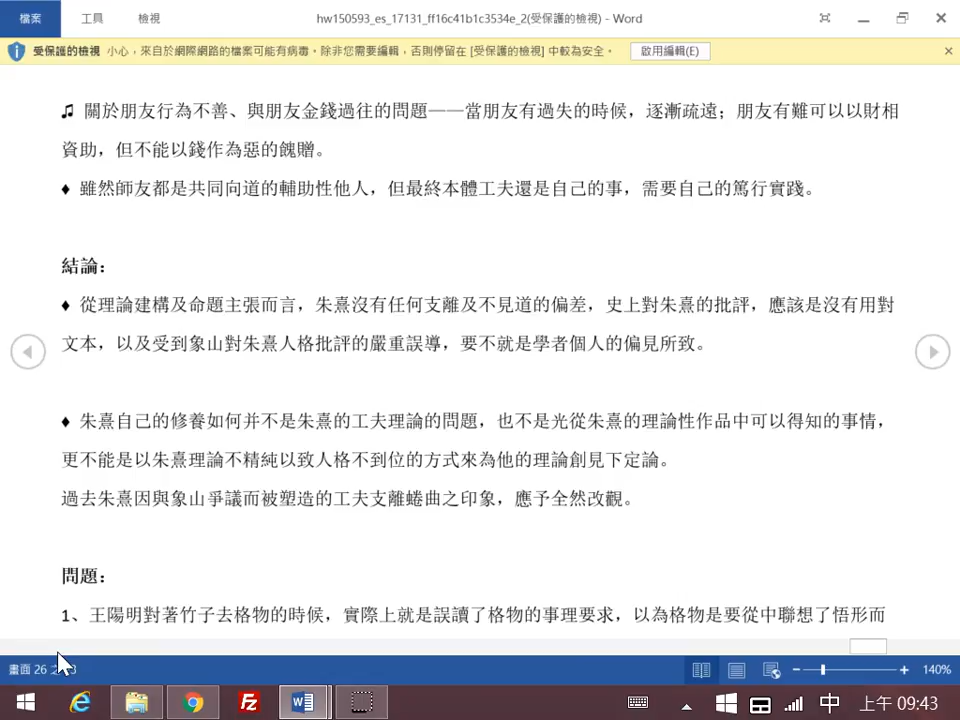 檔案 工具 檢視 hw150593_es_17131_ff16c41b1c3534e_2(受保護的檢視) - Word
受保護的檢視 小心，來自於網際網路的檔案可能有病毒。除非您需要編輯，否則停留在 [受保護的檢視] 中較為安全。 啟用編輯(E)
♫ 關於朋友行為不善、與朋友金錢過往的問題——當朋友有過失的時候，逐漸疏遠；朋友有難可以以財相
資助，但不能以錢作為惡的餽贈。
♦ 雖然師友都是共同向道的輔助性他人，但最終本體工夫還是自己的事，需要自己的篤行實踐。
結論：
♦ 從理論建構及命題主張而言，朱熹沒有任何支離及不見道的偏差，史上對朱熹的批評，應該是沒有用對
文本，以及受到象山對朱熹人格批評的嚴重誤導，要不就是學者個人的偏見所致。
♦ 朱熹自己的修養如何并不是朱熹的工夫理論的問題，也不是光從朱熹的理論性作品中可以得知的事情，
更不能是以朱熹理論不精純以致人格不到位的方式來為他的理論創見下定論。
過去朱熹因與象山爭議而被塑造的工夫支離蜷曲之印象，應予全然改觀。
問題：
1、王陽明對著竹子去格物的時候，實際上就是誤讀了格物的事理要求，以為格物是要從中聯想了悟形而
畫面 26 140%
中 上午 09:43